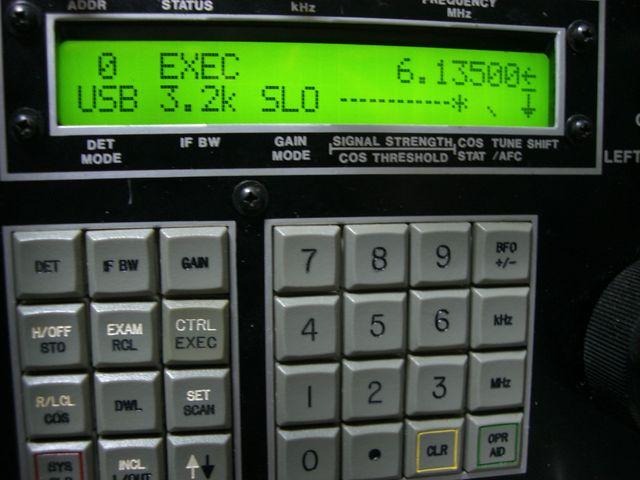 ADDR STATUS kHz FREQUENCY
MHz
0 EXEC 6.13500←
USB 3.2k SLO -----------* \ ↓
DET MODE IF BW GAIN MODE SIGNAL STRENGTH COS TUNE SHIFT
COS THRESHOLD STAT /AFC
LEFT
DET IF BW GAIN 7 8 9 BFO +/-
H/OFF STO EXAM RCL CTRL EXEC 4 5 6 kHz
R/LCL COS DWL SET SCAN 1 2 3 MHz
SYS INCL 0 . CLR OPR AID